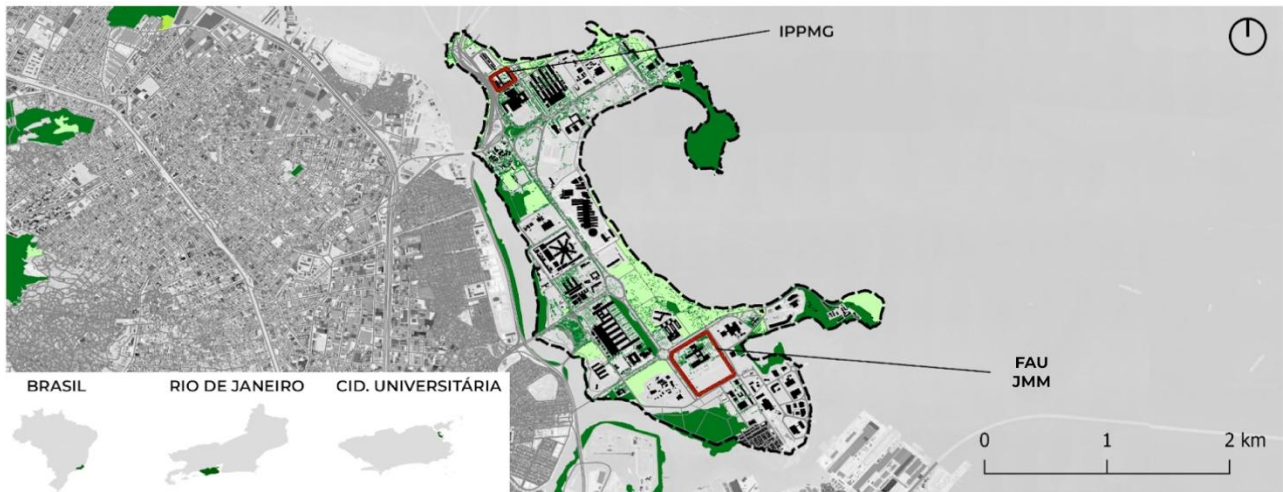 IPPMG
FAU
JMM
BRASIL
RIO DE JANEIRO
CID. UNIVERSITÁRIA
0 1 2 km